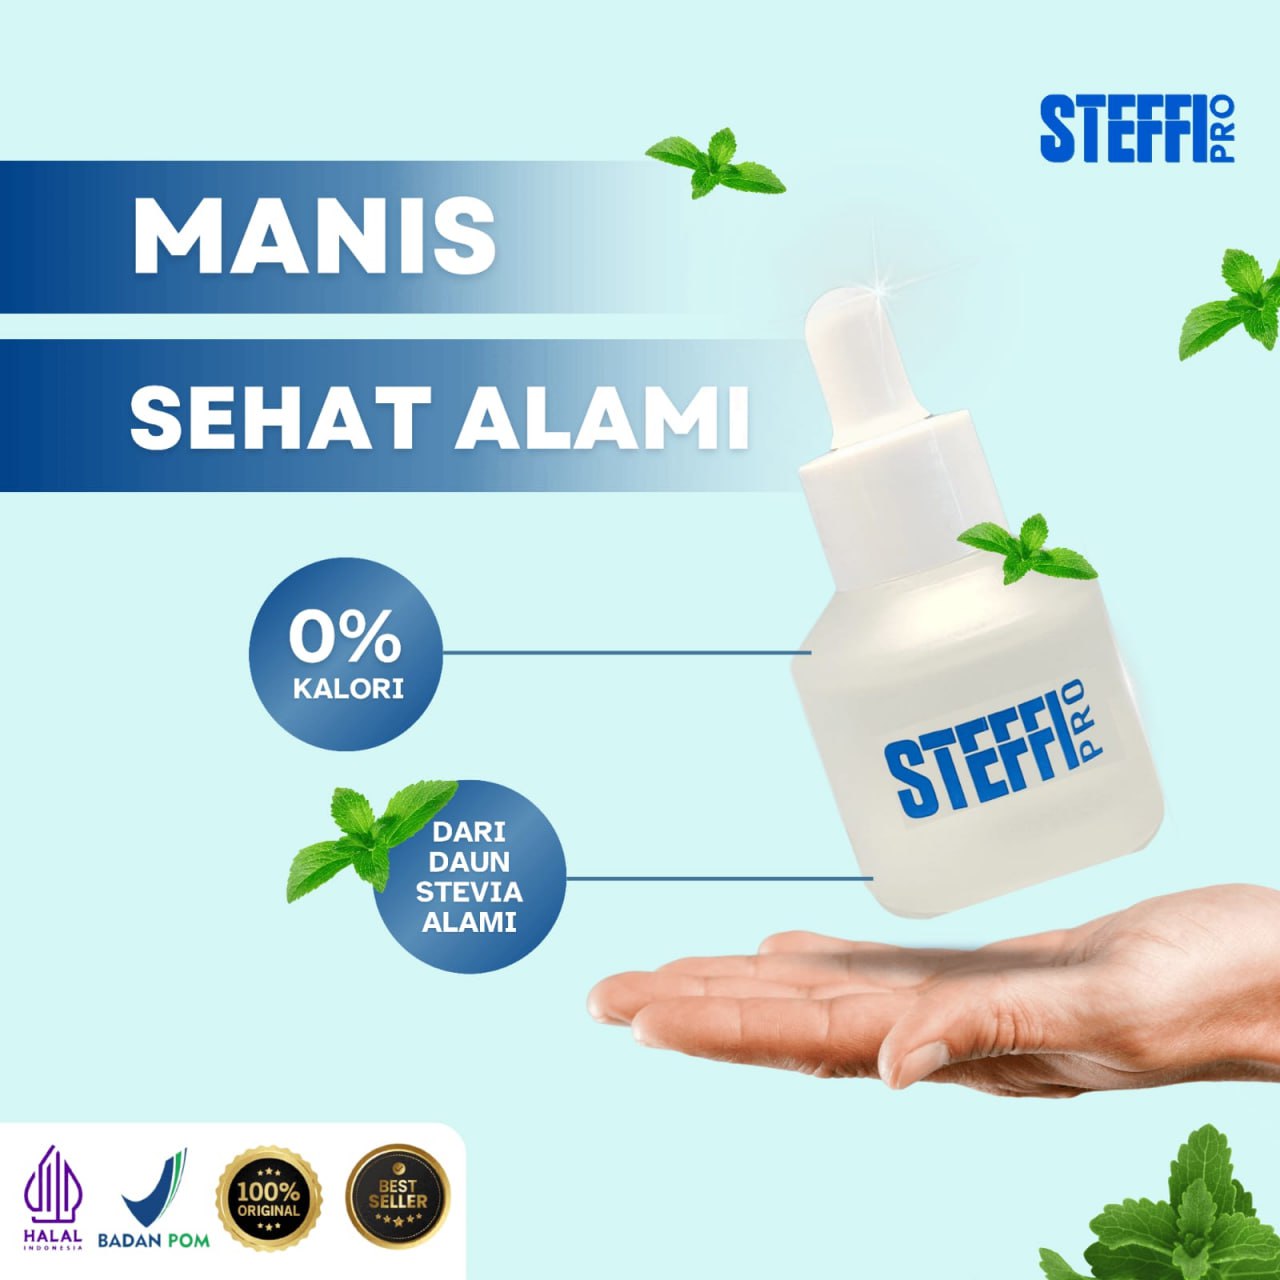 STEFFI PRO
MANIS
SEHAT ALAMI
0%
KALORI
DARI
DAUN
STEVIA
ALAMI
STEFFI PRO
HALAL
INDONESIA
BADAN POM
100%
ORIGINAL
BEST
SELLER